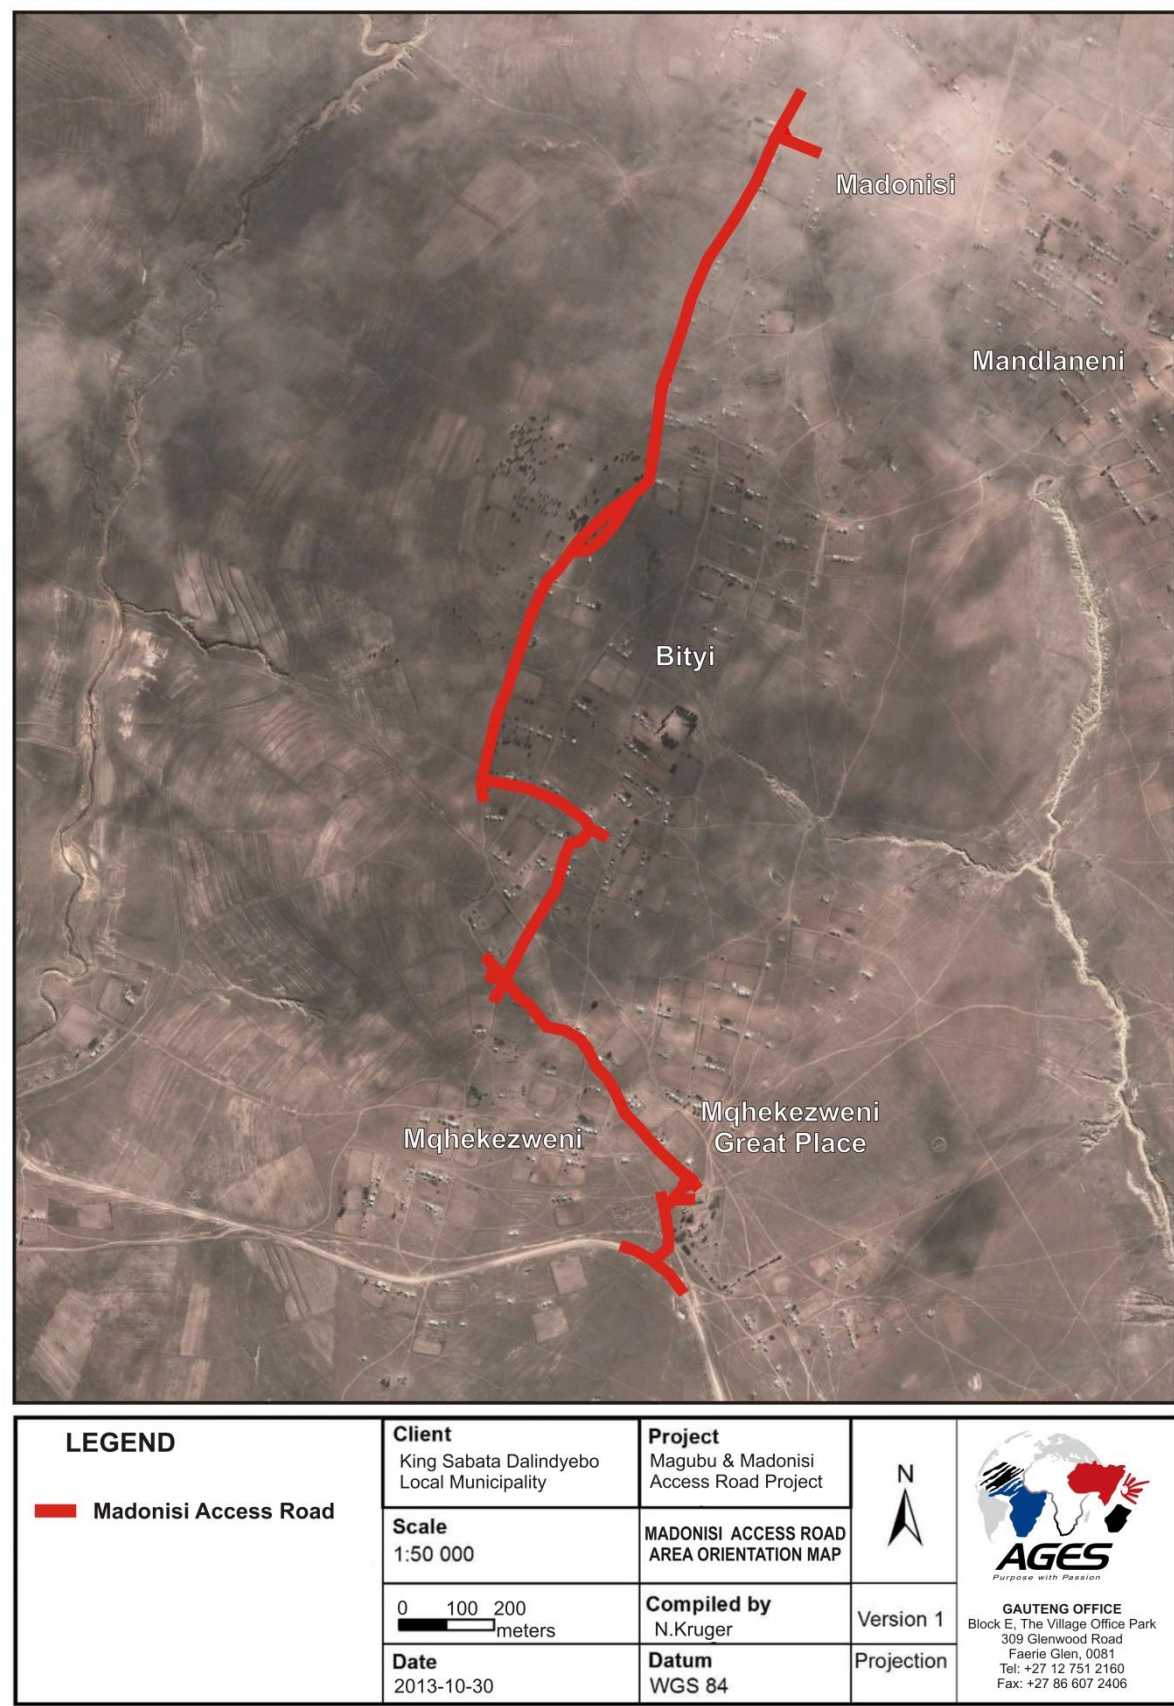 Madonisi
Mandlaneni
Bityi
Mqhekezweni
Great Place
Mqhekezweni
LEGEND
Madonisi Access Road
Client
King Sabata Dalindyebo
Local Municipality
Project
Magubu & Madonisi
Access Road Project
Scale
1:50 000
MADONISI ACCESS ROAD
AREA ORIENTATION MAP
0 100 200
meters
Compiled by
N.Kruger
Date
2013-10-30
Datum
WGS 84
N
Version 1
Projection
AGES
Purpose with Passion
GAUTENG OFFICE
Block E, The Village Office Park
309 Glenwood Road
Faerie Glen, 0081
Tel: +27 12 751 2160
Fax: +27 86 607 2406